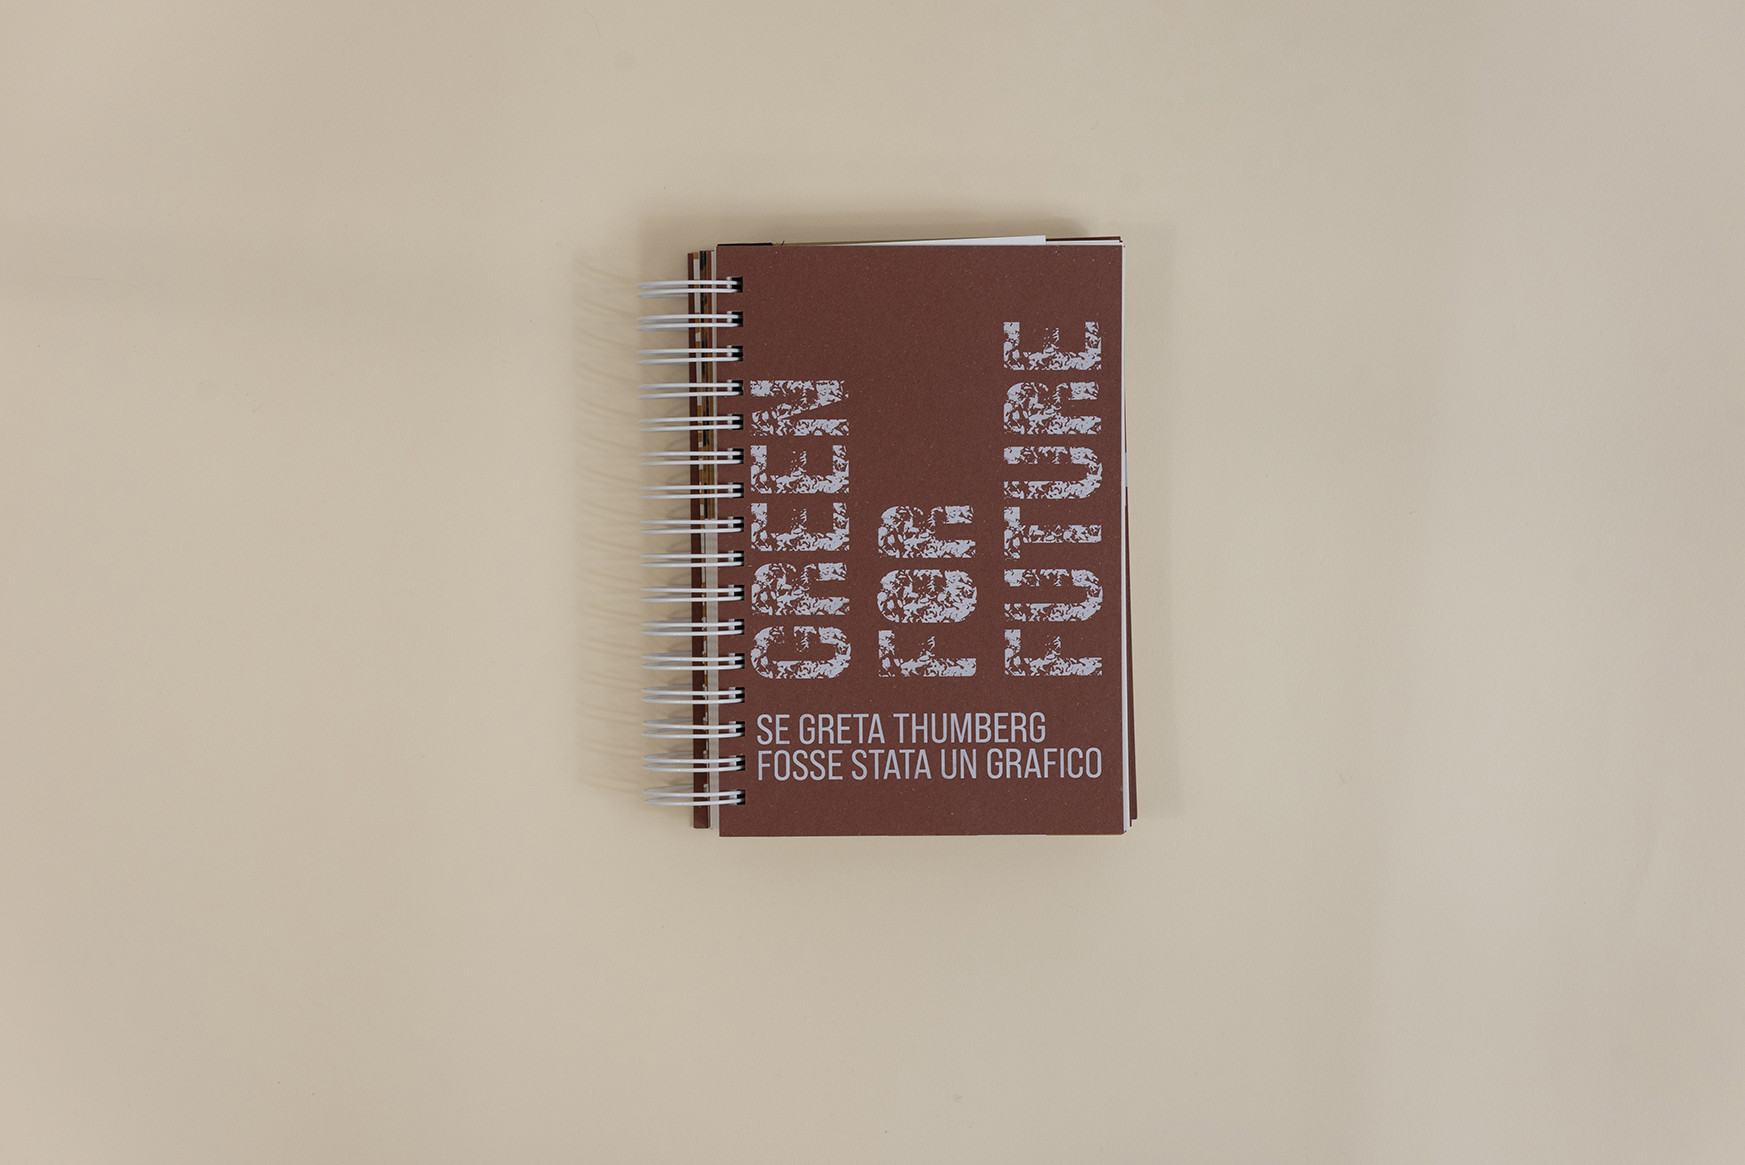 GREEN
FOR
FUTURE
SE GRETA THUMBERG
FOSSE STATA UN GRAFICO